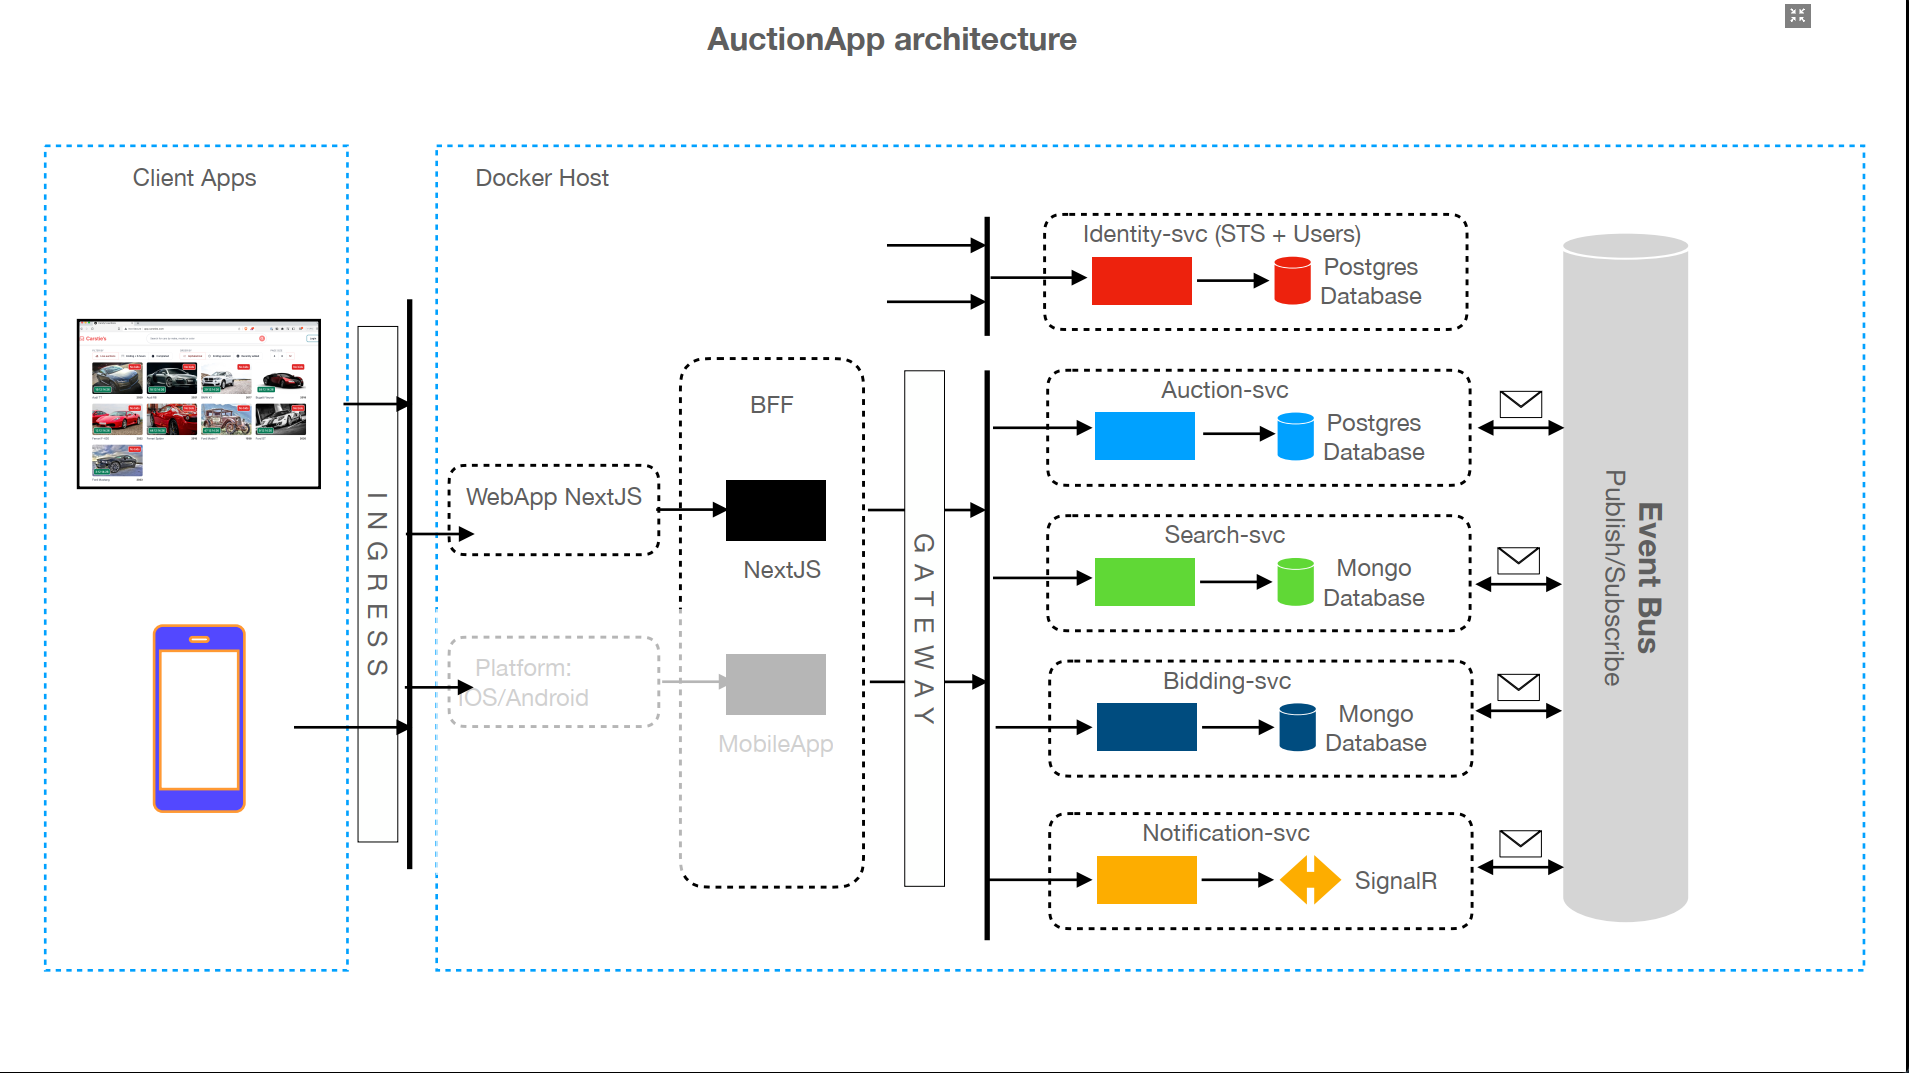 AuctionApp architecture
Client Apps
Carstie's
INGRESS
Docker Host
WebApp NextJS
Platform:
iOS/Android
BFF
NextJS
MobileApp
GATEWAY
Identity-svc (STS + Users)
Postgres
Database
Auction-svc
Postgres
Database
Search-svc
Mongo
Database
Bidding-svc
Mongo
Database
Notification-svc
SignalR
Event Bus
Publish/Subscribe